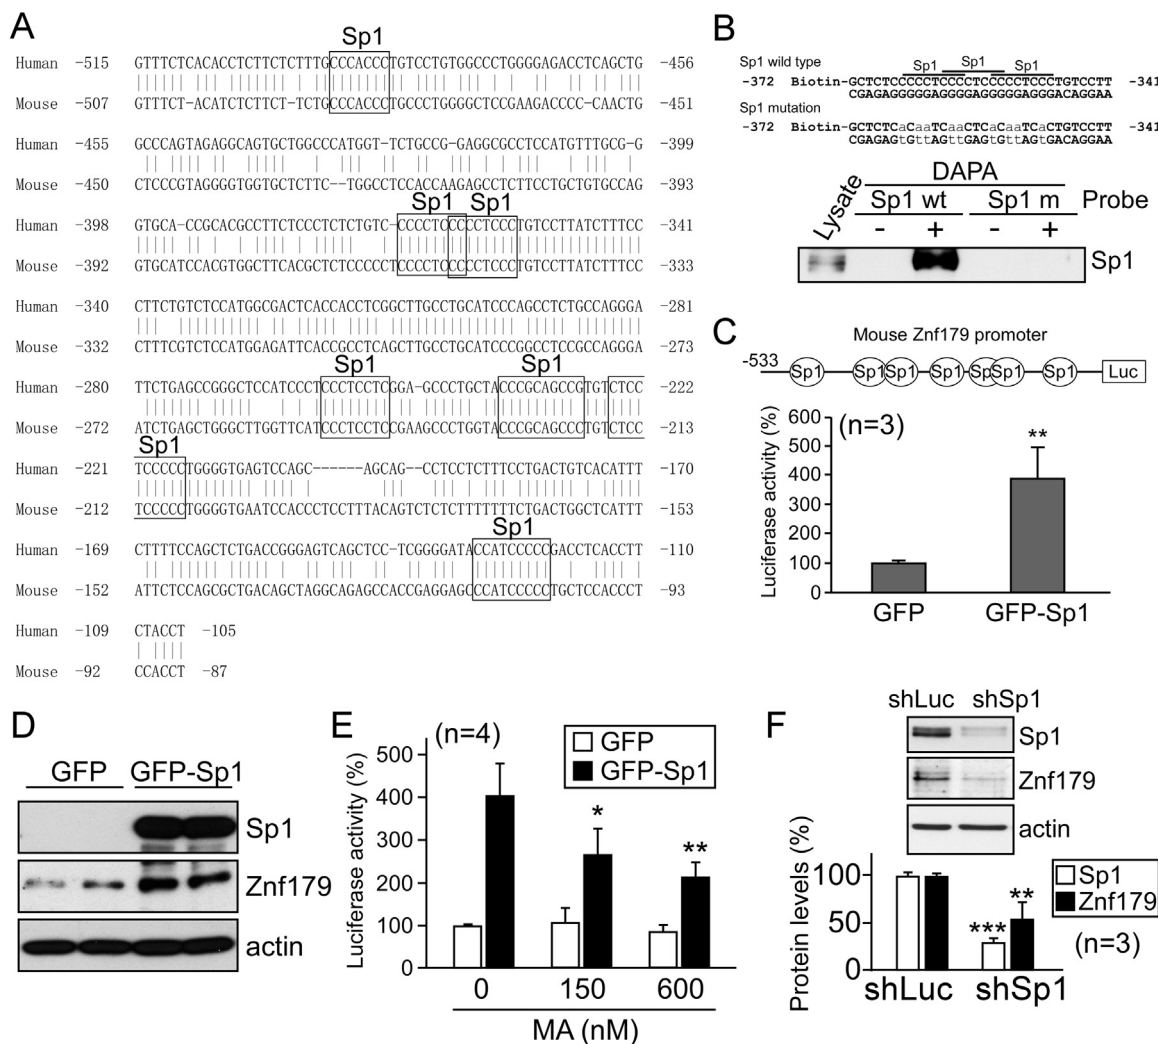 A
Sp1
Human -515 GTTTCTCACACCTCTTCTCTTTGCCCACCCTGTCCTGTGGCCCTGGGGAGACCTCAGCTG -456
Mouse -507 GTTTCT-ACATCTCTTCT-TCTGCCCACCCTGCCCTGGGGCTCCGAAGACCCC-CAACTG -451
Human -455 GCCCAGTAGAGGCAGTGCTGGCCCATGGT-TCTGCCG-GAGGCGCCTCCATGTTTGCG-G -399
Mouse -450 CTCCCGTAGGGGTGGTGCTCTTC--TGGCCTCCACCAAGAGCCTCTTCCTGCTGTGCCAG -393
Sp1 Sp1
Human -398 GTGCA-CCGCACGCCTTCTCCCTCTCTGTC-CCCCTCCCCCCTCCCTGTCCTTATCTTTCC -341
Mouse -392 GTGCATCCACGTGGCTTCACGCTCTCCCCCTCCCCTCCCCCCTCCCTGTCCTTATCTTTCC -333
Human -340 CTTCTGTCTCCATGGCGACTCACCACCTCGGCTTGCCTGCATCCCAGCCTCTGCCAGGGA -281
Mouse -332 CTTTCGTCTCCATGGAGATTCACCGCCTCAGCTTGCCTGCATCCCGGCCTCCGCCAGGGA -273
Sp1 Sp1
Human -280 TTCTGAGCCGGGCTCCATCCCTCCCTCCTCGGA-GCCCTGCTACCCGCAGCCGTGTCTCC -222
Mouse -272 ATCTGAGCTGGGCTTGGTTCATCCCTCCTCCGAAGCCCTGGTACCCGCAGCCCTGTCTCC -213
Sp1
Human -221 TCCCCCTGGGGTGAGTCCAGC------AGCAG--CCTCCTCTTTCCTGACTGTCACATTT -170
Mouse -212 TCCCCCTGGGGTGAATCCACCCTCCTTTACAGTCTCTCTTTTTTTCTGACTGGCTCATTT -153
Sp1
Human -169 CTTTTCCAGCTCTGACCGGGAGTCAGCTCC-TCGGGGATACCATCCCCCGACCTCACCTT -110
Mouse -152 ATTCTCCAGCGCTGACAGCTAGGCAGAGCCACCGAGGAGCCCATCCCCCTGCTCCACCCT -93
Human -109 CTACCT -105
Mouse -92 CCACCT -87
B
Sp1 wild type
Sp1 Sp1 Sp1
-372 Biotin-GCTCTCCCCCTCCCCTCCCCCTCCCTGTCCTT -341
CGAGAGGGGGAGGGGAGGGGGAGGGACAGGAA
Sp1 mutation
-372 Biotin-GCTCTCaCaaTCaaCTCaCaaTCaCTGTCCTT -341
CGAGAGtGttAGttGAGtGttAGtGACAGGAA
DAPA
Lysate Sp1 wt Sp1 m Probe
- + - +
Sp1
C
Mouse Znf179 promoter
-533 Sp1 Sp1 Sp1 Sp1 Sp Sp1 Sp1 Luc
Luciferase activity (%)
600
500
400
300
200
100
0
(n=3)
**
GFP GFP-Sp1
D
GFP GFP-Sp1
Sp1
Znf179
actin
E
(n=4)
GFP
GFP-Sp1
Luciferase activity (%)
500
400
300
200
100
0
* **
0 150 600
MA (nM)
F
shLuc shSp1
Sp1
Znf179
actin
Protein levels (%)
100
50
0
Sp1
Znf179
*** **
(n=3)
shLuc shSp1